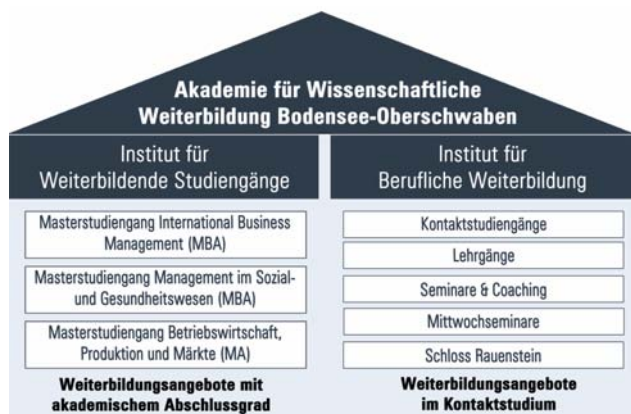 Akademie für Wissenschaftliche
Weiterbildung Bodensee-Oberschwaben
Institut für
Weiterbildende Studiengänge
Masterstudiengang International Business
Management (MBA)
Masterstudiengang Management im Sozial-
und Gesundheitswesen (MBA)
Masterstudiengang Betriebswirtschaft,
Produktion und Märkte (MA)
Weiterbildungsangebote mit
akademischem Abschlussgrad
Institut für
Berufliche Weiterbildung
Kontaktstudiengänge
Lehrgänge
Seminare & Coaching
Mittwochseminare
Schloss Rauenstein
Weiterbildungsangebote
im Kontaktstudium